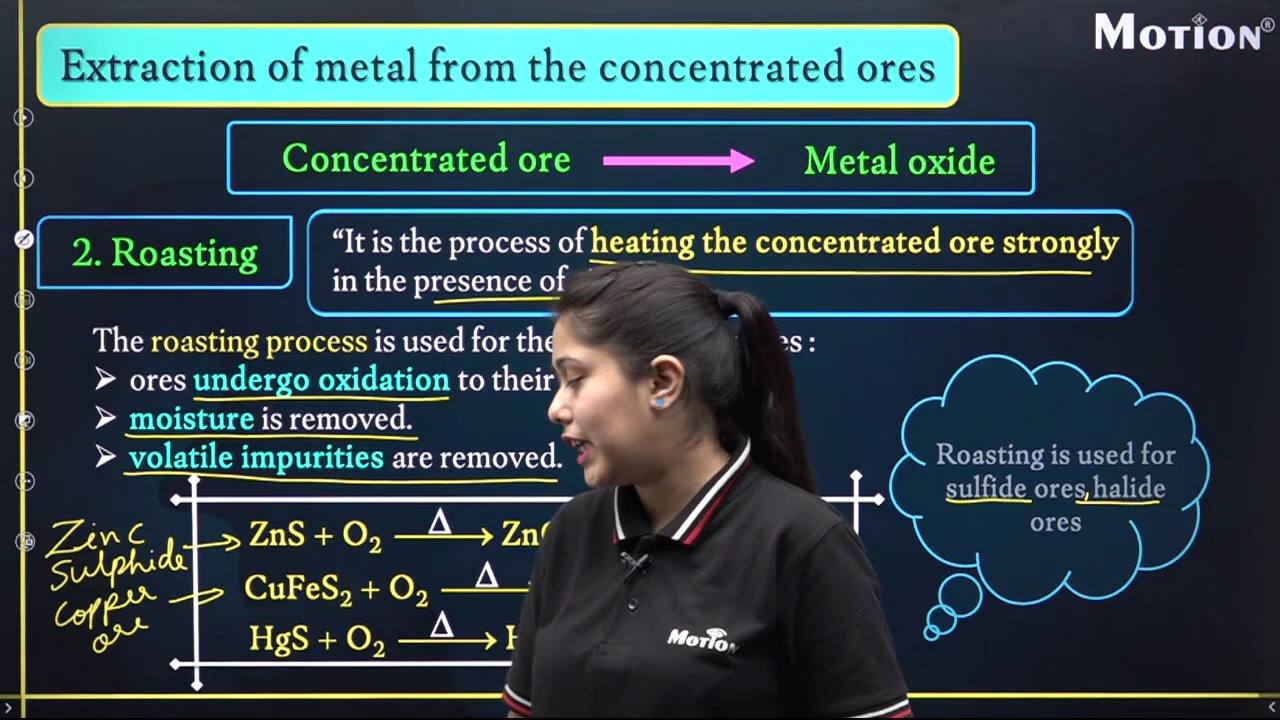 MOTION®
Extraction of metal from the concentrated ores
Concentrated ore → Metal oxide
2. Roasting
“It is the process of heating the concentrated ore strongly
in the presence of
The roasting process is used for the
➢ ores undergo oxidation to their
➢ moisture is removed.
➢ volatile impurities are removed.
Roasting is used for
sulfide ores, halide
ores
Zinc
Sulphide
copper
ore
ZnS + O₂ —Δ→ Zn
CuFeS₂ + O₂ —Δ
HgS + O₂ —Δ→ H
MOTION